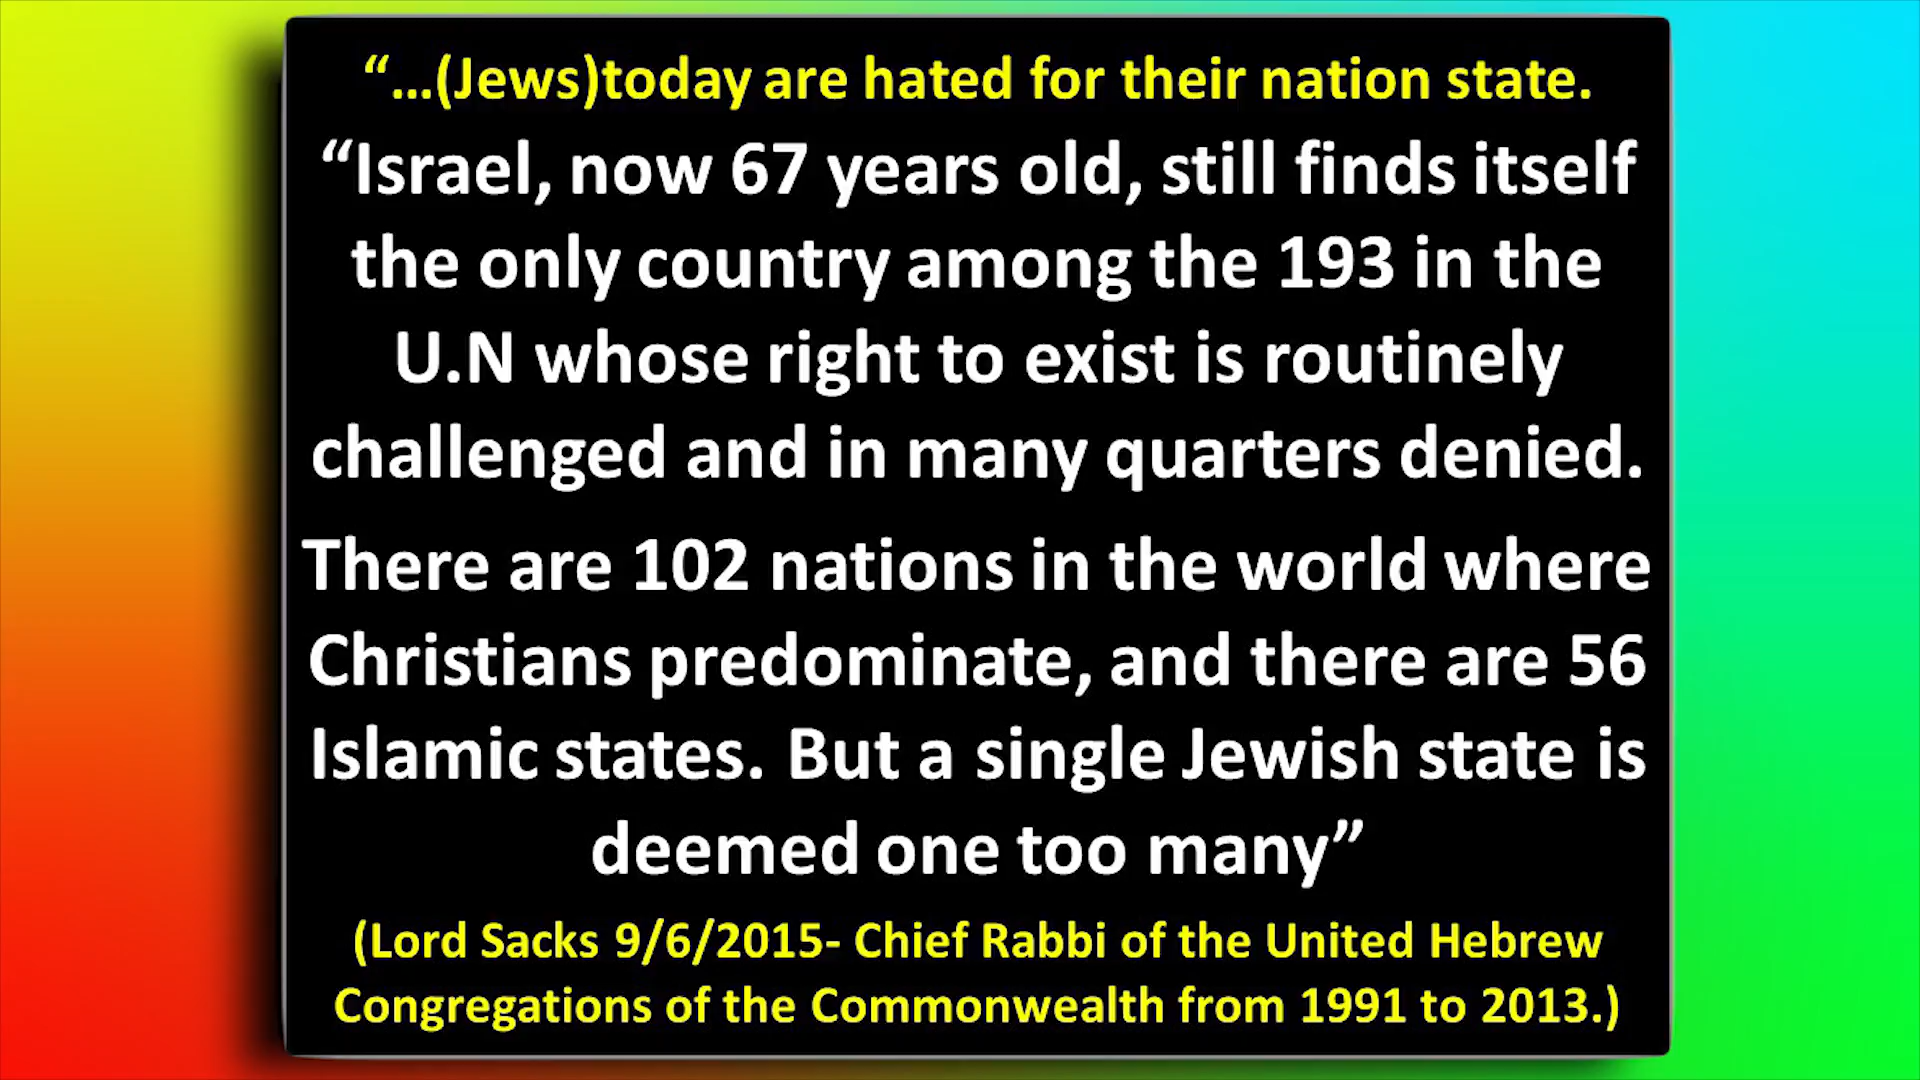 “...(Jews)today are hated for their nation state.
“Israel, now 67 years old, still finds itself
the only country among the 193 in the
U.N whose right to exist is routinely
challenged and in many quarters denied.
There are 102 nations in the world where
Christians predominate, and there are 56
Islamic states. But a single Jewish state is
deemed one too many”
(Lord Sacks 9/6/2015- Chief Rabbi of the United Hebrew
Congregations of the Commonwealth from 1991 to 2013.)